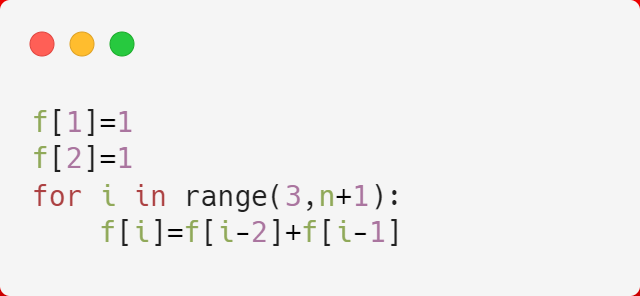 f[1]=1
f[2]=1
for i in range(3,n+1):
    f[i]=f[i-2]+f[i-1]